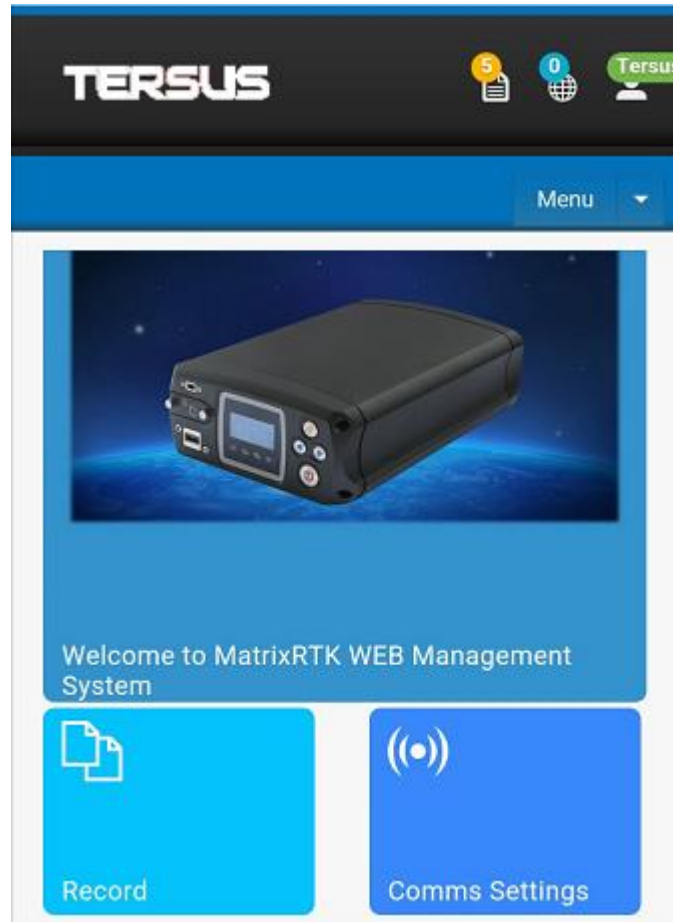 TERSUS
5
0
Tersus
Menu
Welcome to MatrixRTK WEB Management
System
Record
Comms Settings